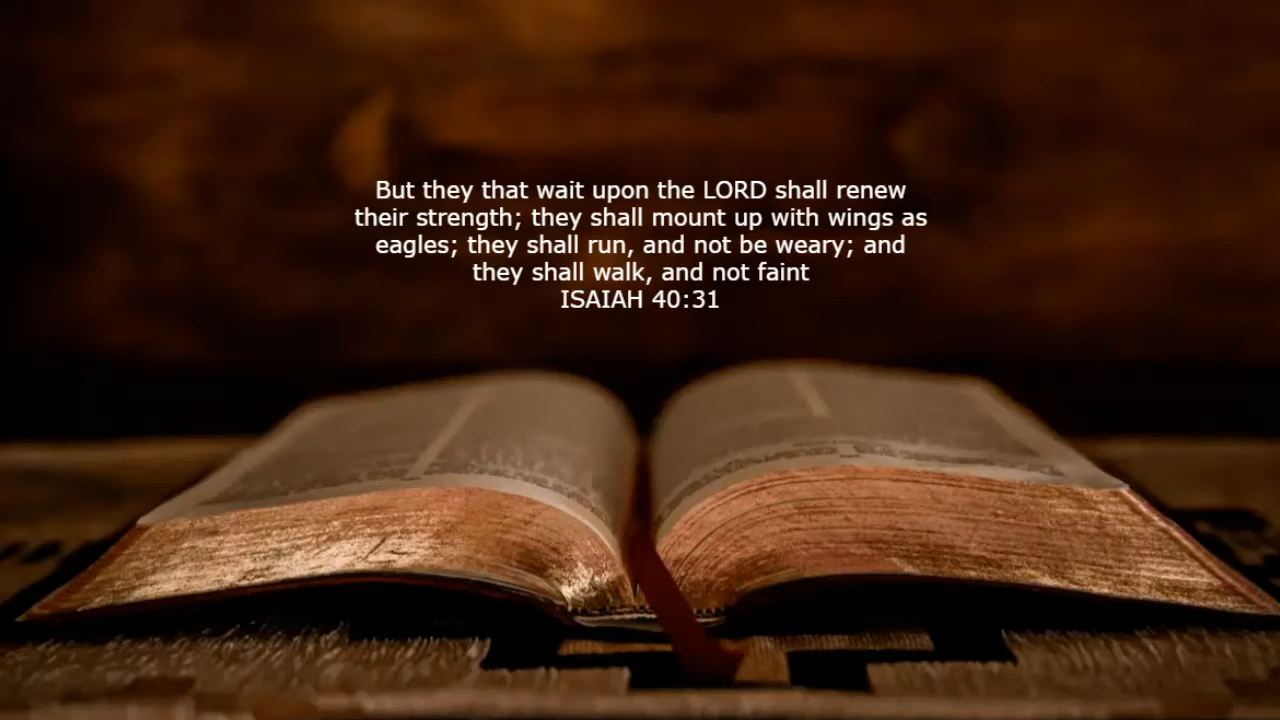 But they that wait upon the LORD shall renew
their strength; they shall mount up with wings as
eagles; they shall run, and not be weary; and
they shall walk, and not faint
ISAIAH 40:31